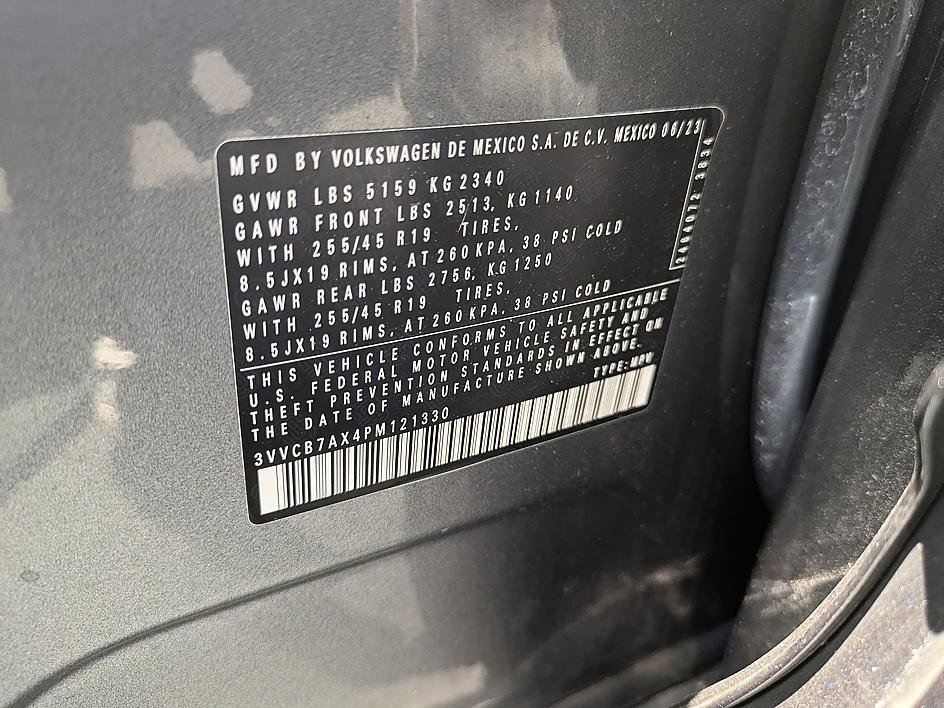 MFD BY VOLKSWAGEN DE MEXICO S.A. DE C.V. MEXICO 06/23
GVWR LBS 5159 KG 2340
GAWR FRONT LBS 2513, KG 1140
WITH 255/45 R19 TIRES,
8.5JX19 RIMS, AT 260 KPA, 38 PSI COLD
GAWR REAR LBS 2756, KG 1250
WITH 255/45 R19 TIRES,
8.5JX19 RIMS, AT 260 KPA, 38 PSI COLD
THIS VEHICLE CONFORMS TO ALL APPLICABLE
U.S. FEDERAL MOTOR VEHICLE SAFETY AND
THEFT PREVENTION STANDARDS IN EFFECT ON
THE DATE OF MANUFACTURE SHOWN ABOVE.
TYPE: MPV
3VVCB7AX4PM121330